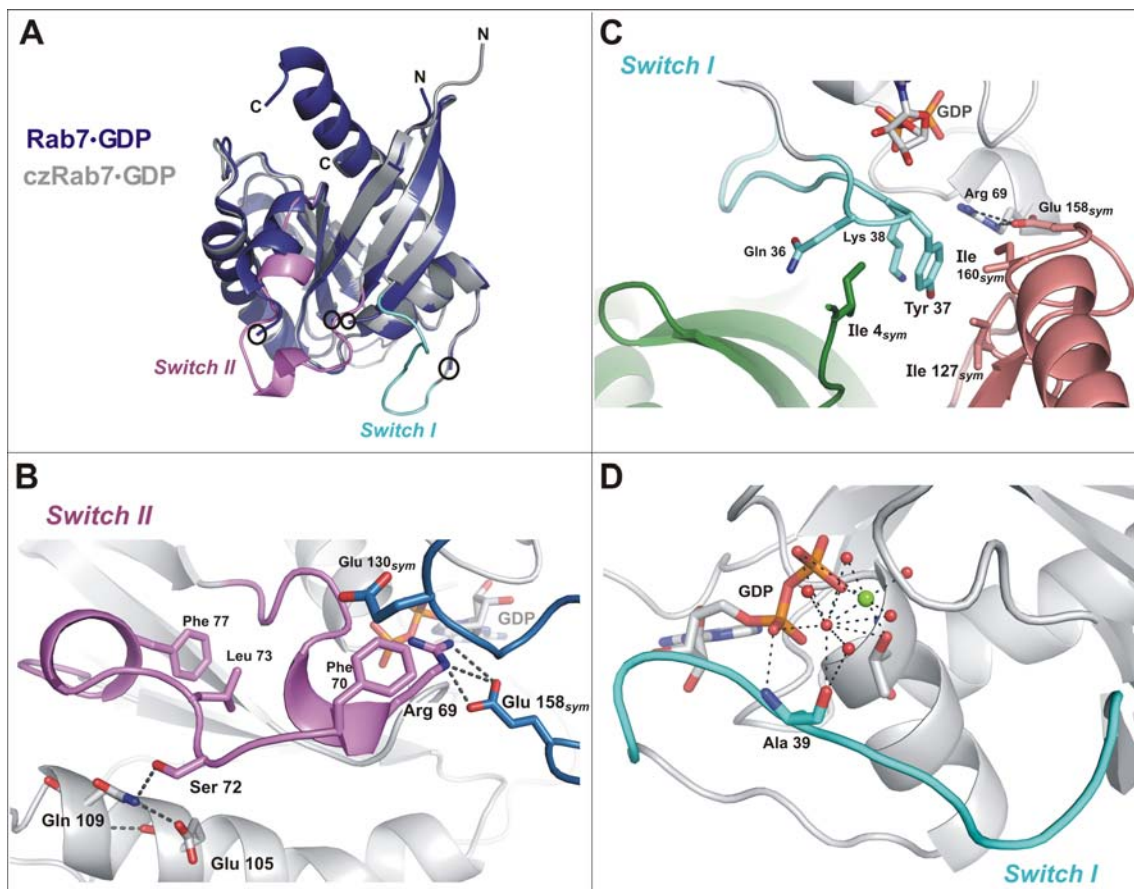 A
N
N
C
Rab7•GDP
C
czRab7•GDP
Switch II
Switch I
B
Switch II
Glu 130sym
GDP
Phe 77
Leu 73
Phe
70
Arg 69
Glu 158sym
Ser 72
Gln 109
Glu 105
C
Switch I
GDP
Arg 69
Glu 158sym
Gln 36
Lys 38
Ile
160sym
Tyr 37
Ile 4sym
Ile 127sym
D
GDP
Ala 39
Switch I